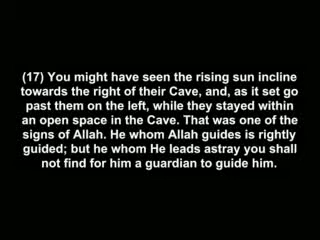 (17) You might have seen the rising sun incline
towards the right of their Cave, and, as it set go
past them on the left, while they stayed within
an open space in the Cave. That was one of the
signs of Allah. He whom Allah guides is rightly
guided; but he whom He leads astray you shall
not find for him a guardian to guide him.